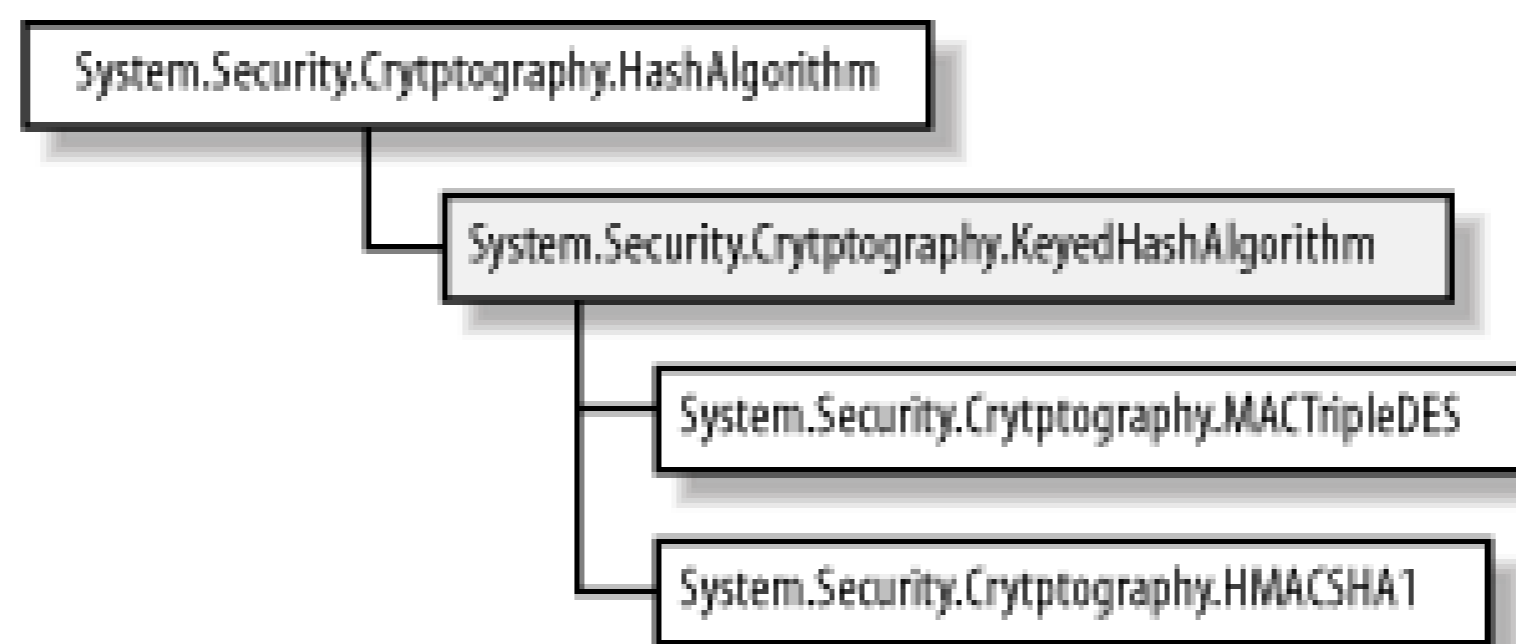 System.Security.Crytptography.HashAlgorithm
System.Security.Crytptography.KeyedHashAlgorithm
System.Security.Crytptography.MACTripleDES
System.Security.Crytptography.HMACSHA1